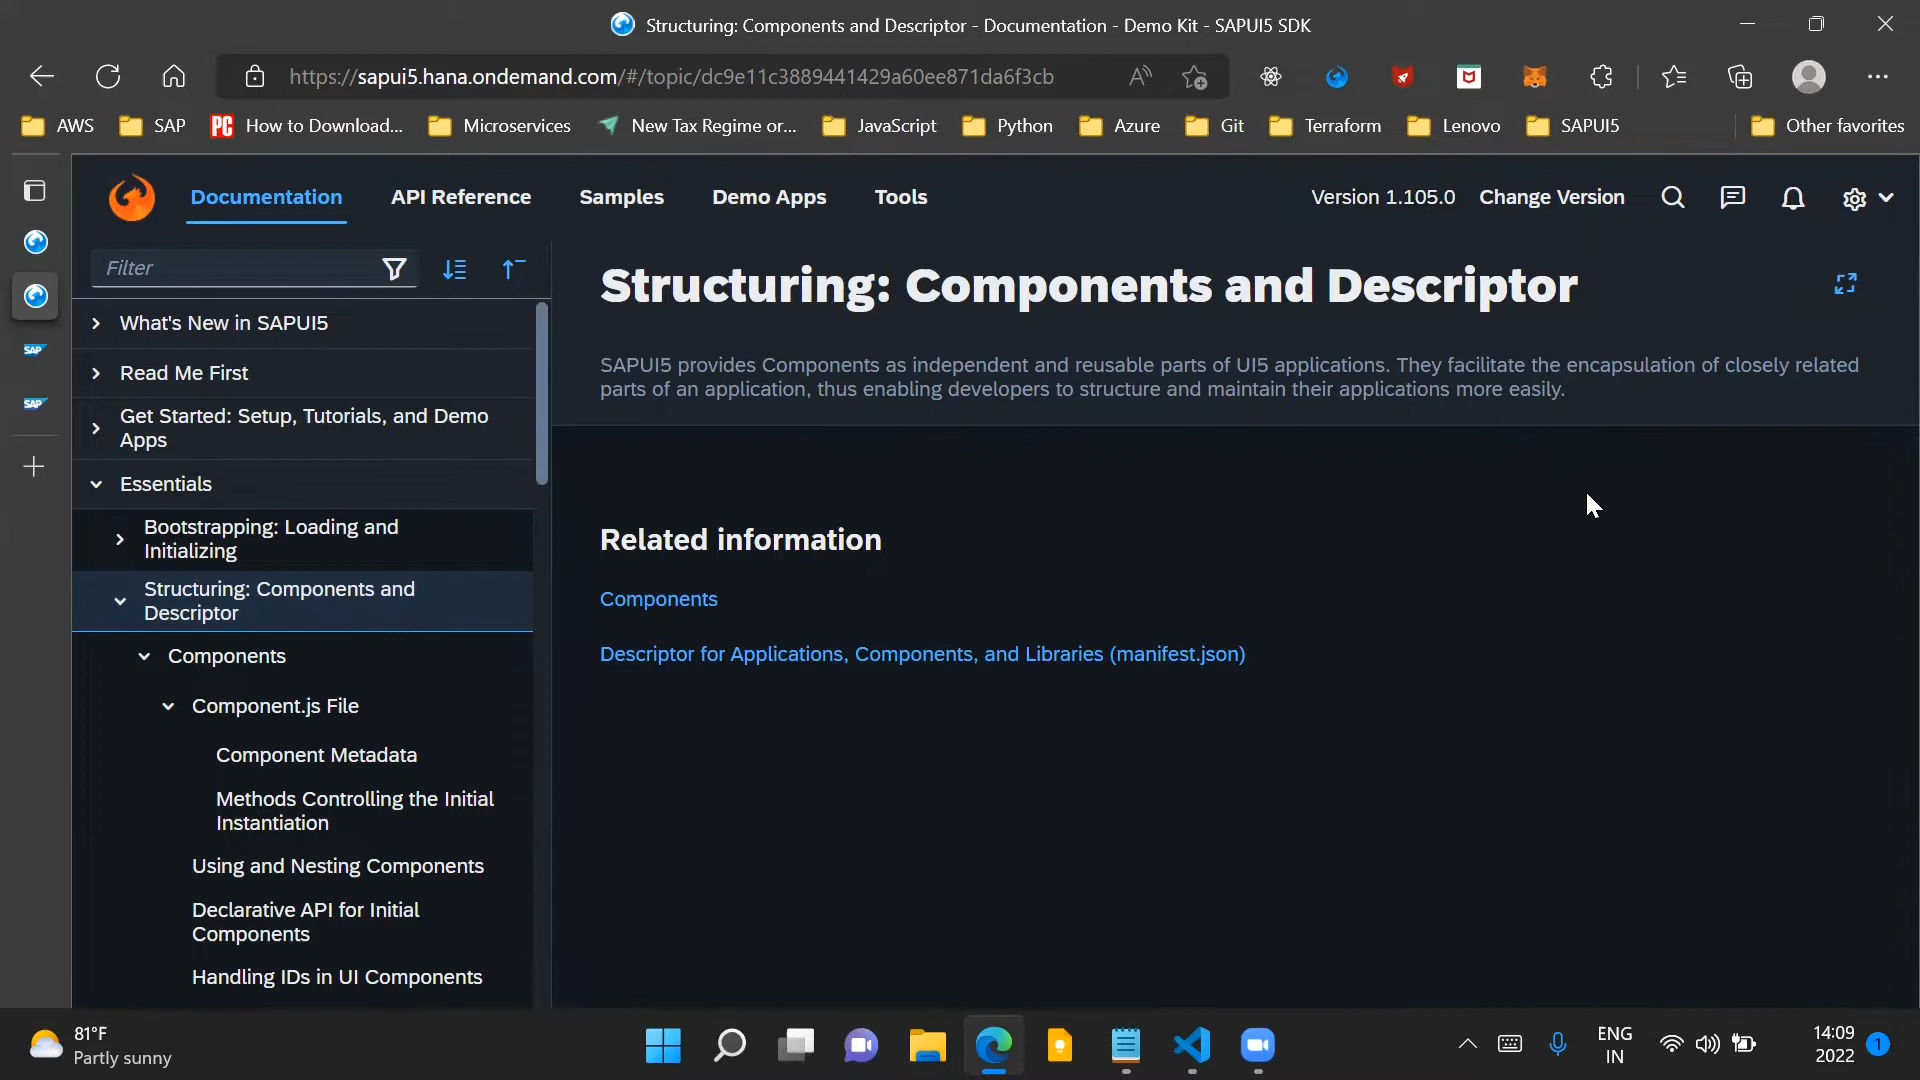 Structuring: Components and Descriptor - Documentation - Demo Kit - SAPUI5 SDK
https://sapui5.hana.ondemand.com/#/topic/dc9e11c3889441429a60ee871da6f3cb
AWS SAP PC How to Download... Microservices New Tax Regime or... JavaScript Python Azure Git Terraform Lenovo SAPUI5 Other favorites
Documentation API Reference Samples Demo Apps Tools Version 1.105.0 Change Version
Filter
What's New in SAPUI5
Read Me First
Get Started: Setup, Tutorials, and Demo
Apps
Essentials
Bootstrapping: Loading and
Initializing
Structuring: Components and
Descriptor
Components
Component.js File
Component Metadata
Methods Controlling the Initial
Instantiation
Using and Nesting Components
Declarative API for Initial
Components
Handling IDs in UI Components
SAP
SAP
Structuring: Components and Descriptor
SAPUI5 provides Components as independent and reusable parts of UI5 applications. They facilitate the encapsulation of closely related
parts of an application, thus enabling developers to structure and maintain their applications more easily.
Related information
Components
Descriptor for Applications, Components, and Libraries (manifest.json)
81°F
Partly sunny
ENG
IN
14:09
2022
1